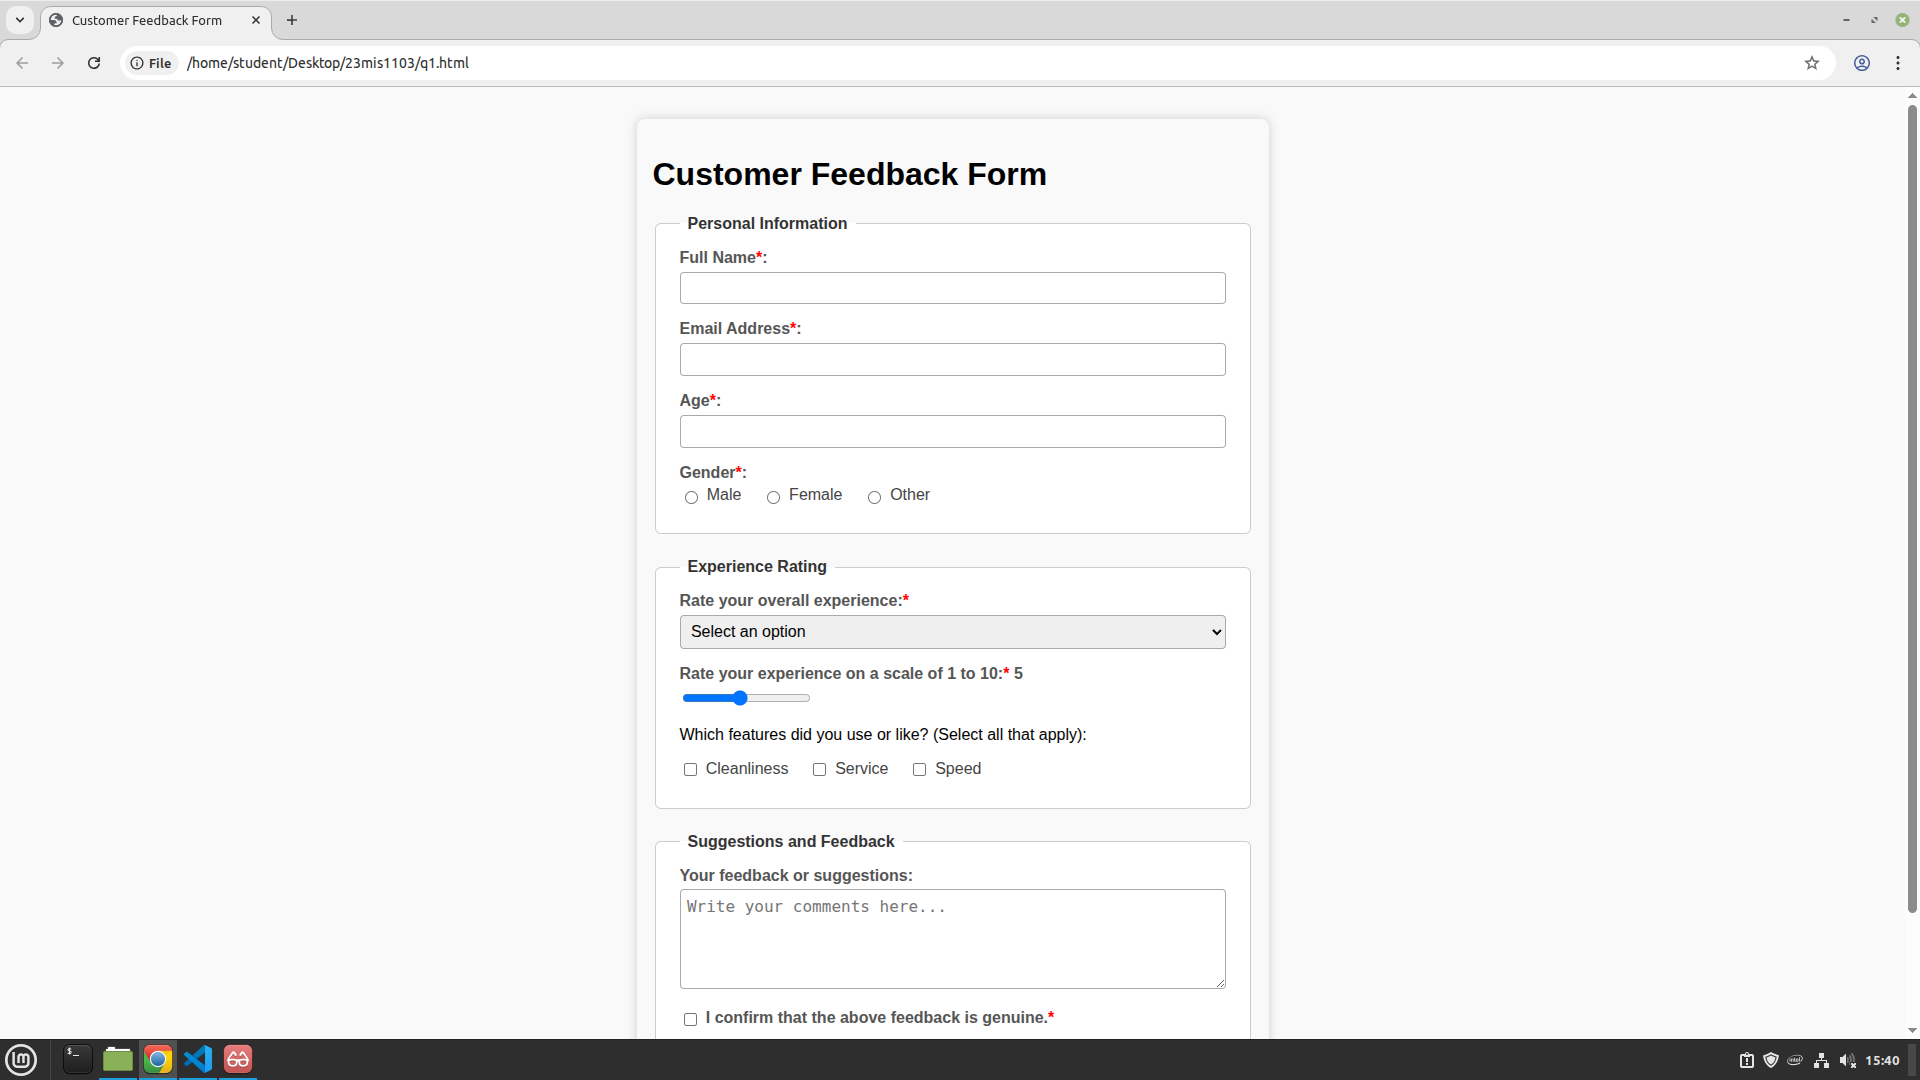 Customer Feedback Form
File /home/student/Desktop/23mis1103/q1.html
Customer Feedback Form
Personal Information
Full Name*:
Email Address*:
Age*:
Gender*:
Male Female Other
Experience Rating
Rate your overall experience:*
Select an option
Rate your experience on a scale of 1 to 10:* 5
Which features did you use or like? (Select all that apply):
Cleanliness Service Speed
Suggestions and Feedback
Your feedback or suggestions:
Write your comments here...
I confirm that the above feedback is genuine.*
15:40